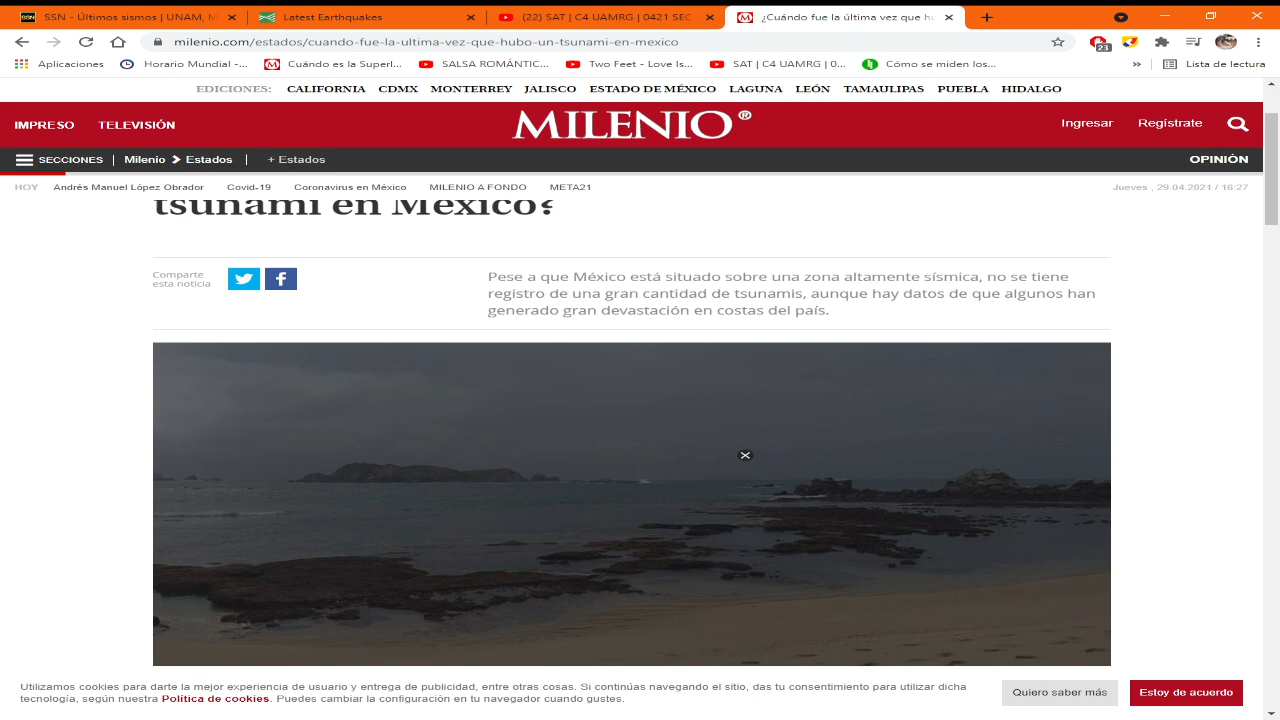 SSN - Últimos sismos | UNAM, M
Latest Earthquakes
(22) SAT | C4 UAMRG | 0421 SEC
¿Cuándo fue la última vez que hu
milenio.com/estados/cuando-fue-la-ultima-vez-que-hubo-un-tsunami-en-mexico
23
Aplicaciones
Horario Mundial -...
Cuándo es la Superl...
SALSA ROMÁNTIC...
Two Feet - Love Is...
SAT | C4 UAMRG | 0...
Cómo se miden los...
»
Lista de lectura
EDICIONES: CALIFORNIA CDMX MONTERREY JALISCO ESTADO DE MÉXICO LAGUNA LEÓN TAMAULIPAS PUEBLA HIDALGO
IMPRESO TELEVISIÓN
MILENIO®
Ingresar Regístrate
SECCIONES | Milenio > Estados | + Estados
OPINIÓN
HOY Andrés Manuel López Obrador Covid-19 Coronavirus en México MILENIO A FONDO META21
Jueves , 29.04.2021 / 16:27
tsunami en México?
Comparte
esta noticia
Pese a que México está situado sobre una zona altamente sísmica, no se tiene
registro de una gran cantidad de tsunamis, aunque hay datos de que algunos han
generado gran devastación en costas del país.
Utilizamos cookies para darte la mejor experiencia de usuario y entrega de publicidad, entre otras cosas. Si continúas navegando el sitio, das tu consentimiento para utilizar dicha
tecnología, según nuestra Política de cookies. Puedes cambiar la configuración en tu navegador cuando gustes.
Quiero saber más
Estoy de acuerdo